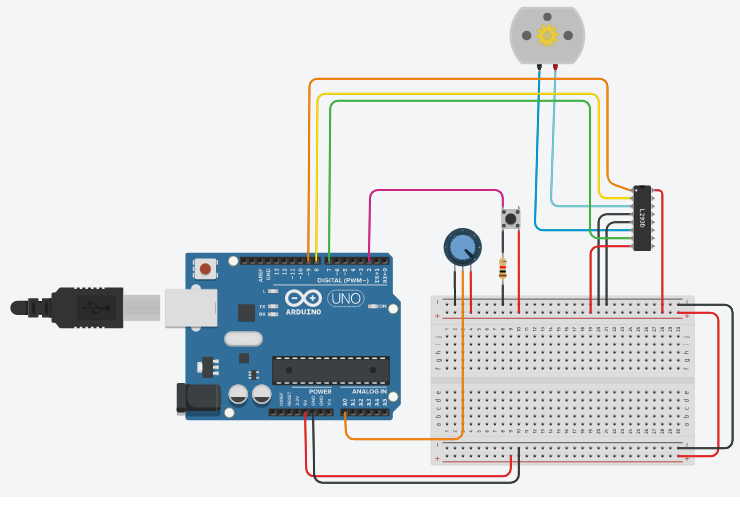 L293D
AREF
GND
13
12
~11
~10
~9
8
7
~6
~5
4
~3
2
TX→1
RX←0
DIGITAL (PWM~)
L
TX
RX
ARDUINO
UNO
ON
POWER
ANALOG IN
IOREF
RESET
3.3V
5V
GND
GND
Vin
A0
A1
A2
A3
A4
A5